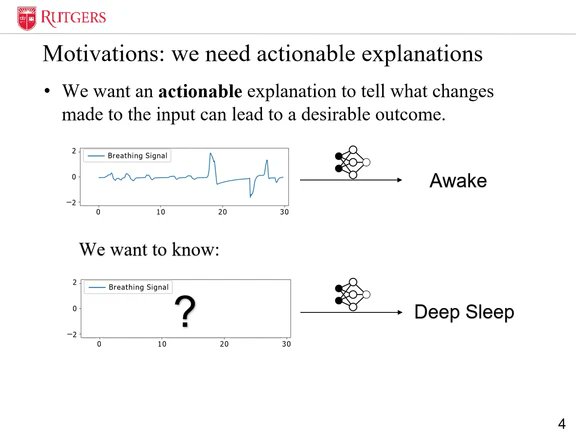 RUTGERS
Motivations: we need actionable explanations
• We want an actionable explanation to tell what changes
made to the input can lead to a desirable outcome.
2
0
−2
Breathing Signal
0 10 20 30
Awake
We want to know:
2
0
−2
Breathing Signal
?
0 10 20 30
Deep Sleep
4